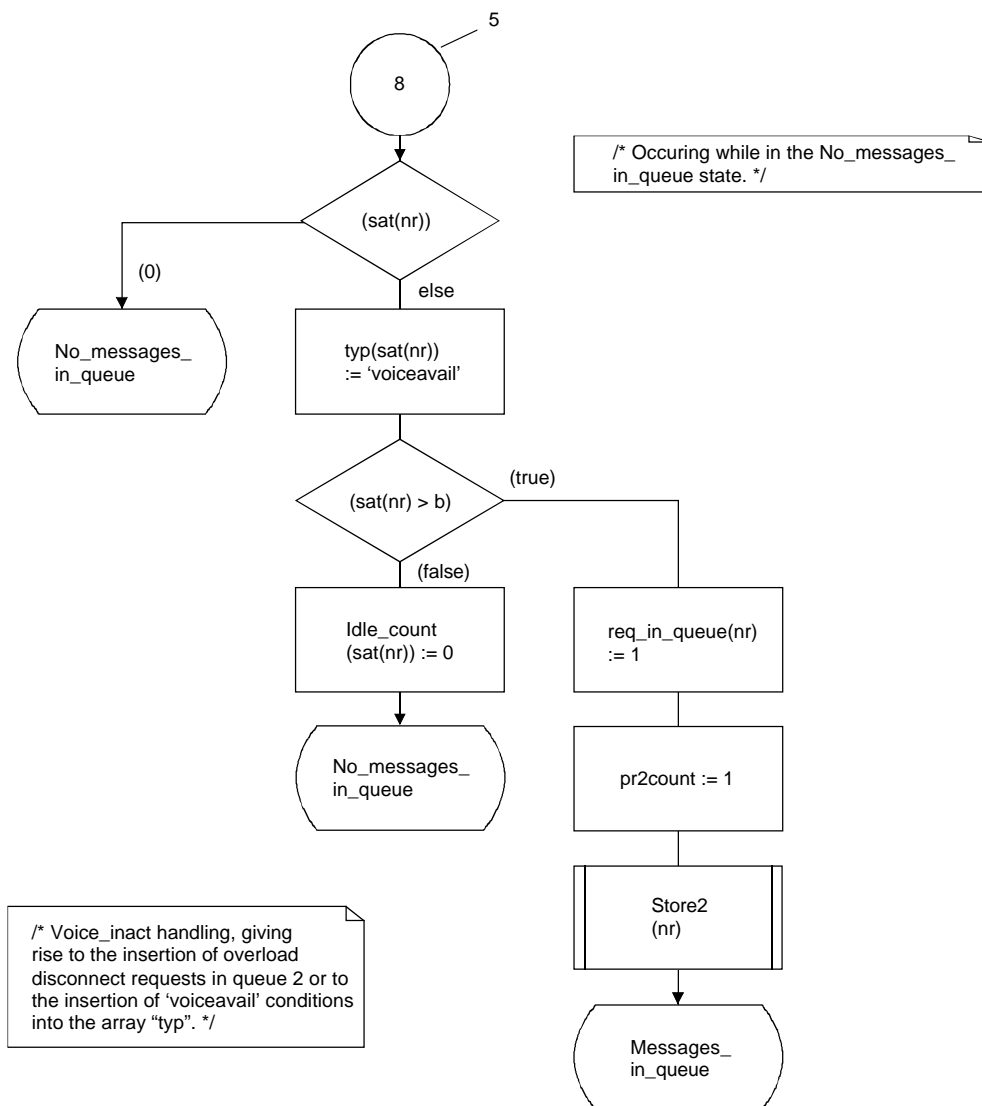 5
8
/* Occuring while in the No_messages_
in_queue state. */
(sat(nr))
(0)
else
No_messages_
in_queue
typ(sat(nr))
:= ‘voiceavail’
(true)
(sat(nr) > b)
(false)
Idle_count
(sat(nr)) := 0
req_in_queue(nr)
:= 1
No_messages_
in_queue
pr2count := 1
Store2
(nr)
/* Voice_inact handling, giving
rise to the insertion of overload
disconnect requests in queue 2 or to
the insertion of ‘voiceavail’ conditions
into the array “typ”. */
Messages_
in_queue